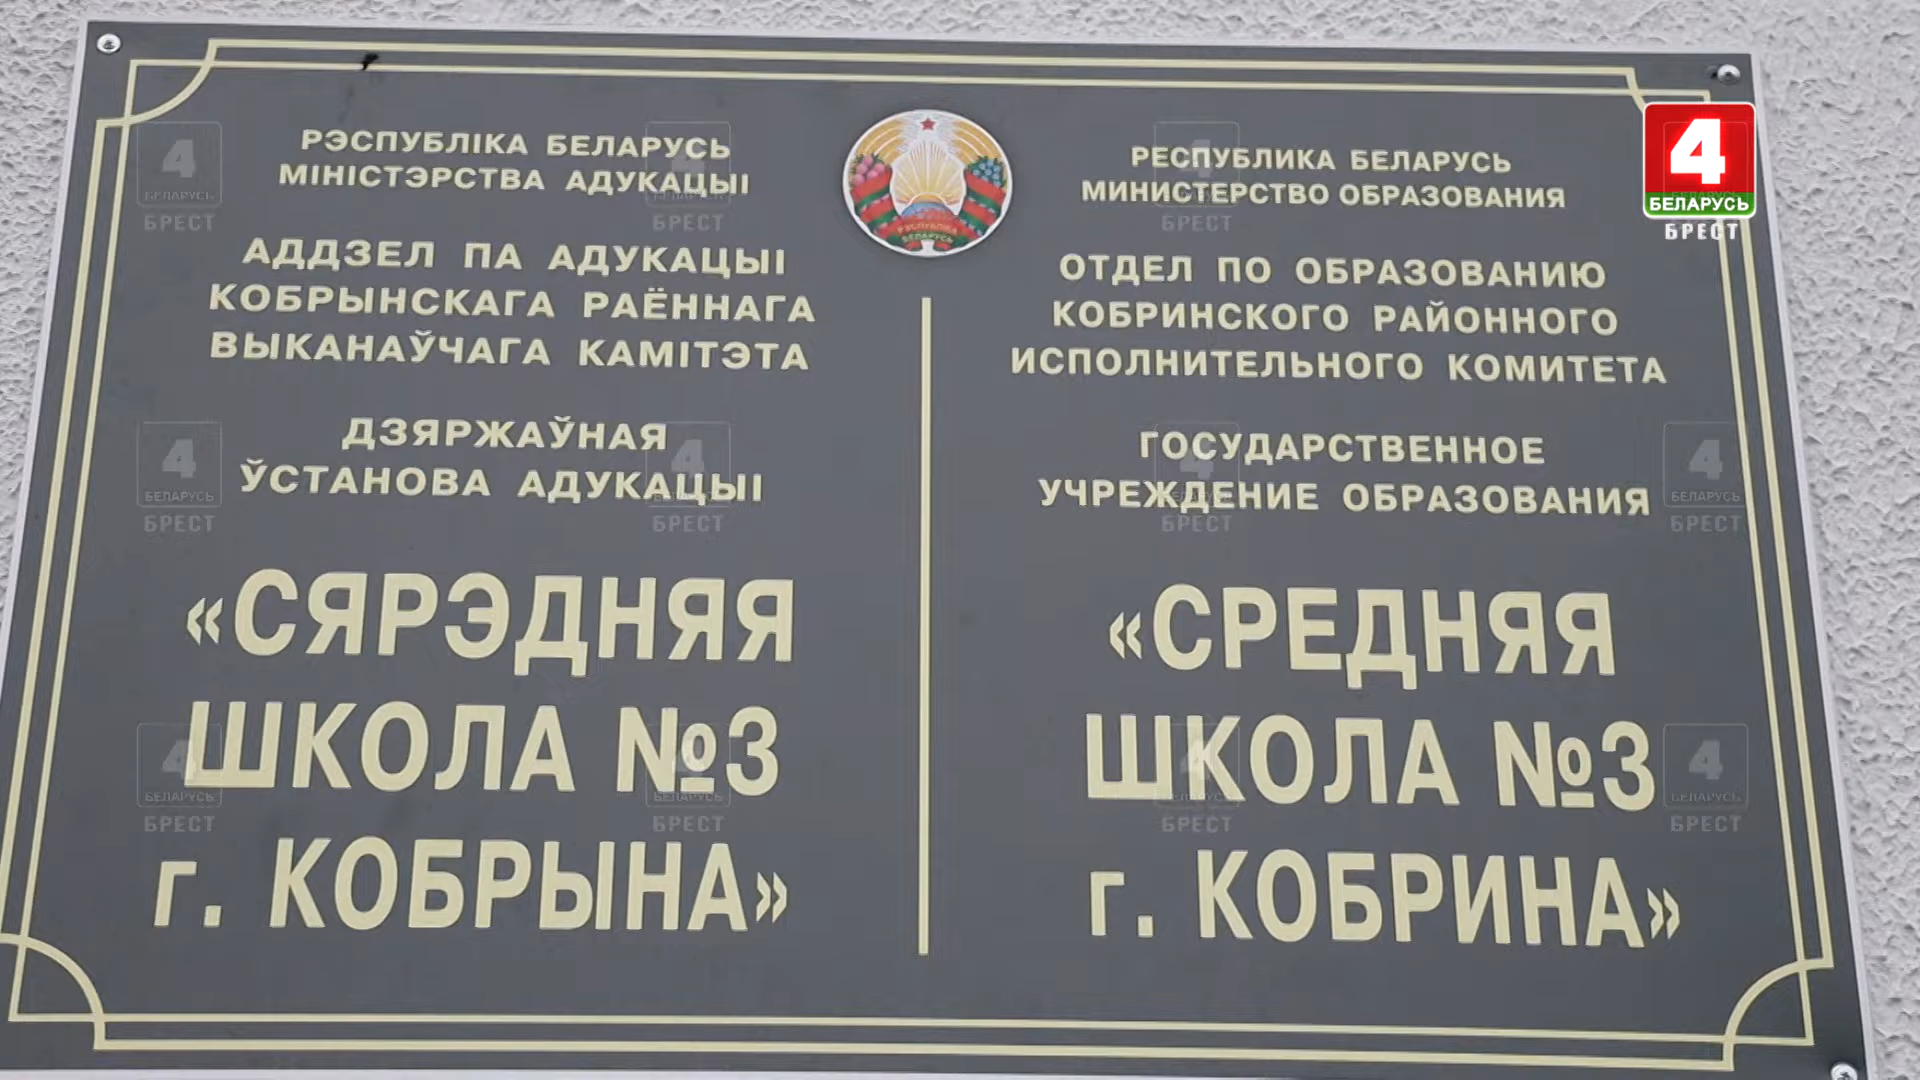 РЭСПУБЛІКА БЕЛАРУСЬ
МІНІСТЭРСТВА АДУКАЦЫІ
АДДЗЕЛ ПА АДУКАЦЫІ
КОБРЫНСКАГА РАЁННАГА
ВЫКАНАЎЧАГА КАМІТЭТА
ДЗЯРЖАЎНАЯ
ЎСТАНОВА АДУКАЦЫІ
«СЯРЭДНЯЯ
ШКОЛА №3
г. КОБРЫНА»
РЭСПУБЛІКА
БЕЛАРУСЬ
РЕСПУБЛИКА БЕЛАРУСЬ
МИНИСТЕРСТВО ОБРАЗОВАНИЯ
ОТДЕЛ ПО ОБРАЗОВАНИЮ
КОБРИНСКОГО РАЙОННОГО
ИСПОЛНИТЕЛЬНОГО КОМИТЕТА
ГОСУДАРСТВЕННОЕ
УЧРЕЖДЕНИЕ ОБРАЗОВАНИЯ
«СРЕДНЯЯ
ШКОЛА №3
г. КОБРИНА»
4
БЕЛАРУСЬ
БРЕСТ